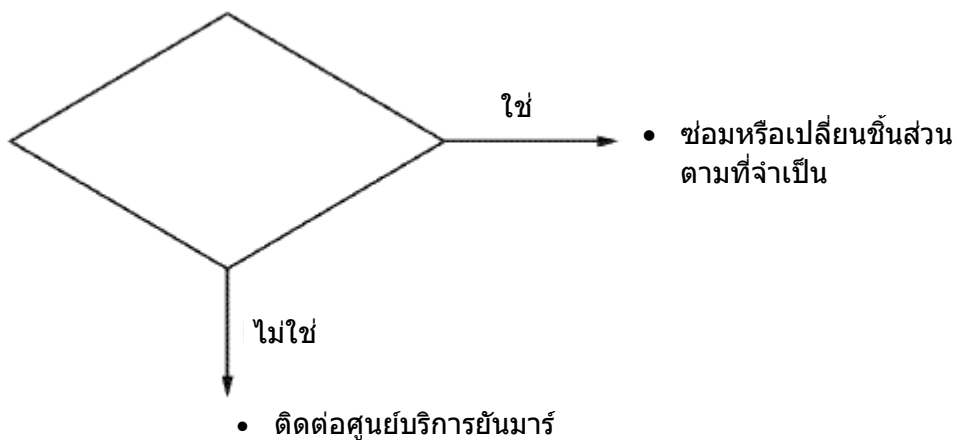 ใช่
• ซ่อมหรือเปลี่ยนชิ้นส่วน
ตามที่จำเป็น
ไม่ใช่
• ติดต่อศูนย์บริการยันมาร์